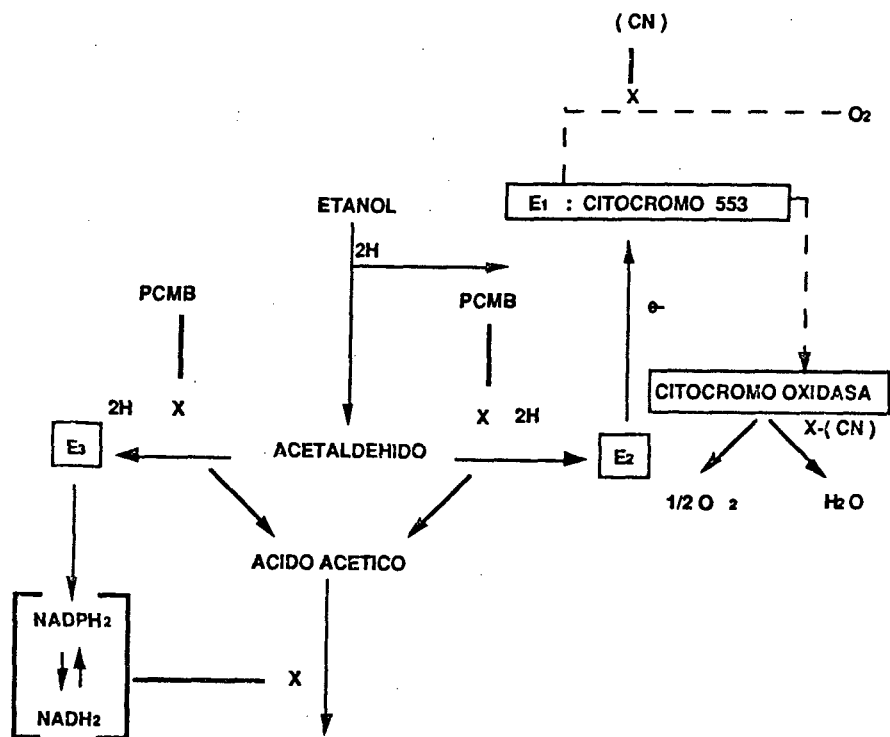 ( CN )
X
O2
E1 : CITOCROMO 553
ETANOL
2H
PCMB
PCMB
e-
CITOCROMO OXIDASA
2H X
X 2H
X-( CN )
E3
ACETALDEHIDO
E2
1/2 O 2
H2O
ACIDO ACETICO
NADPH2
X
NADH2